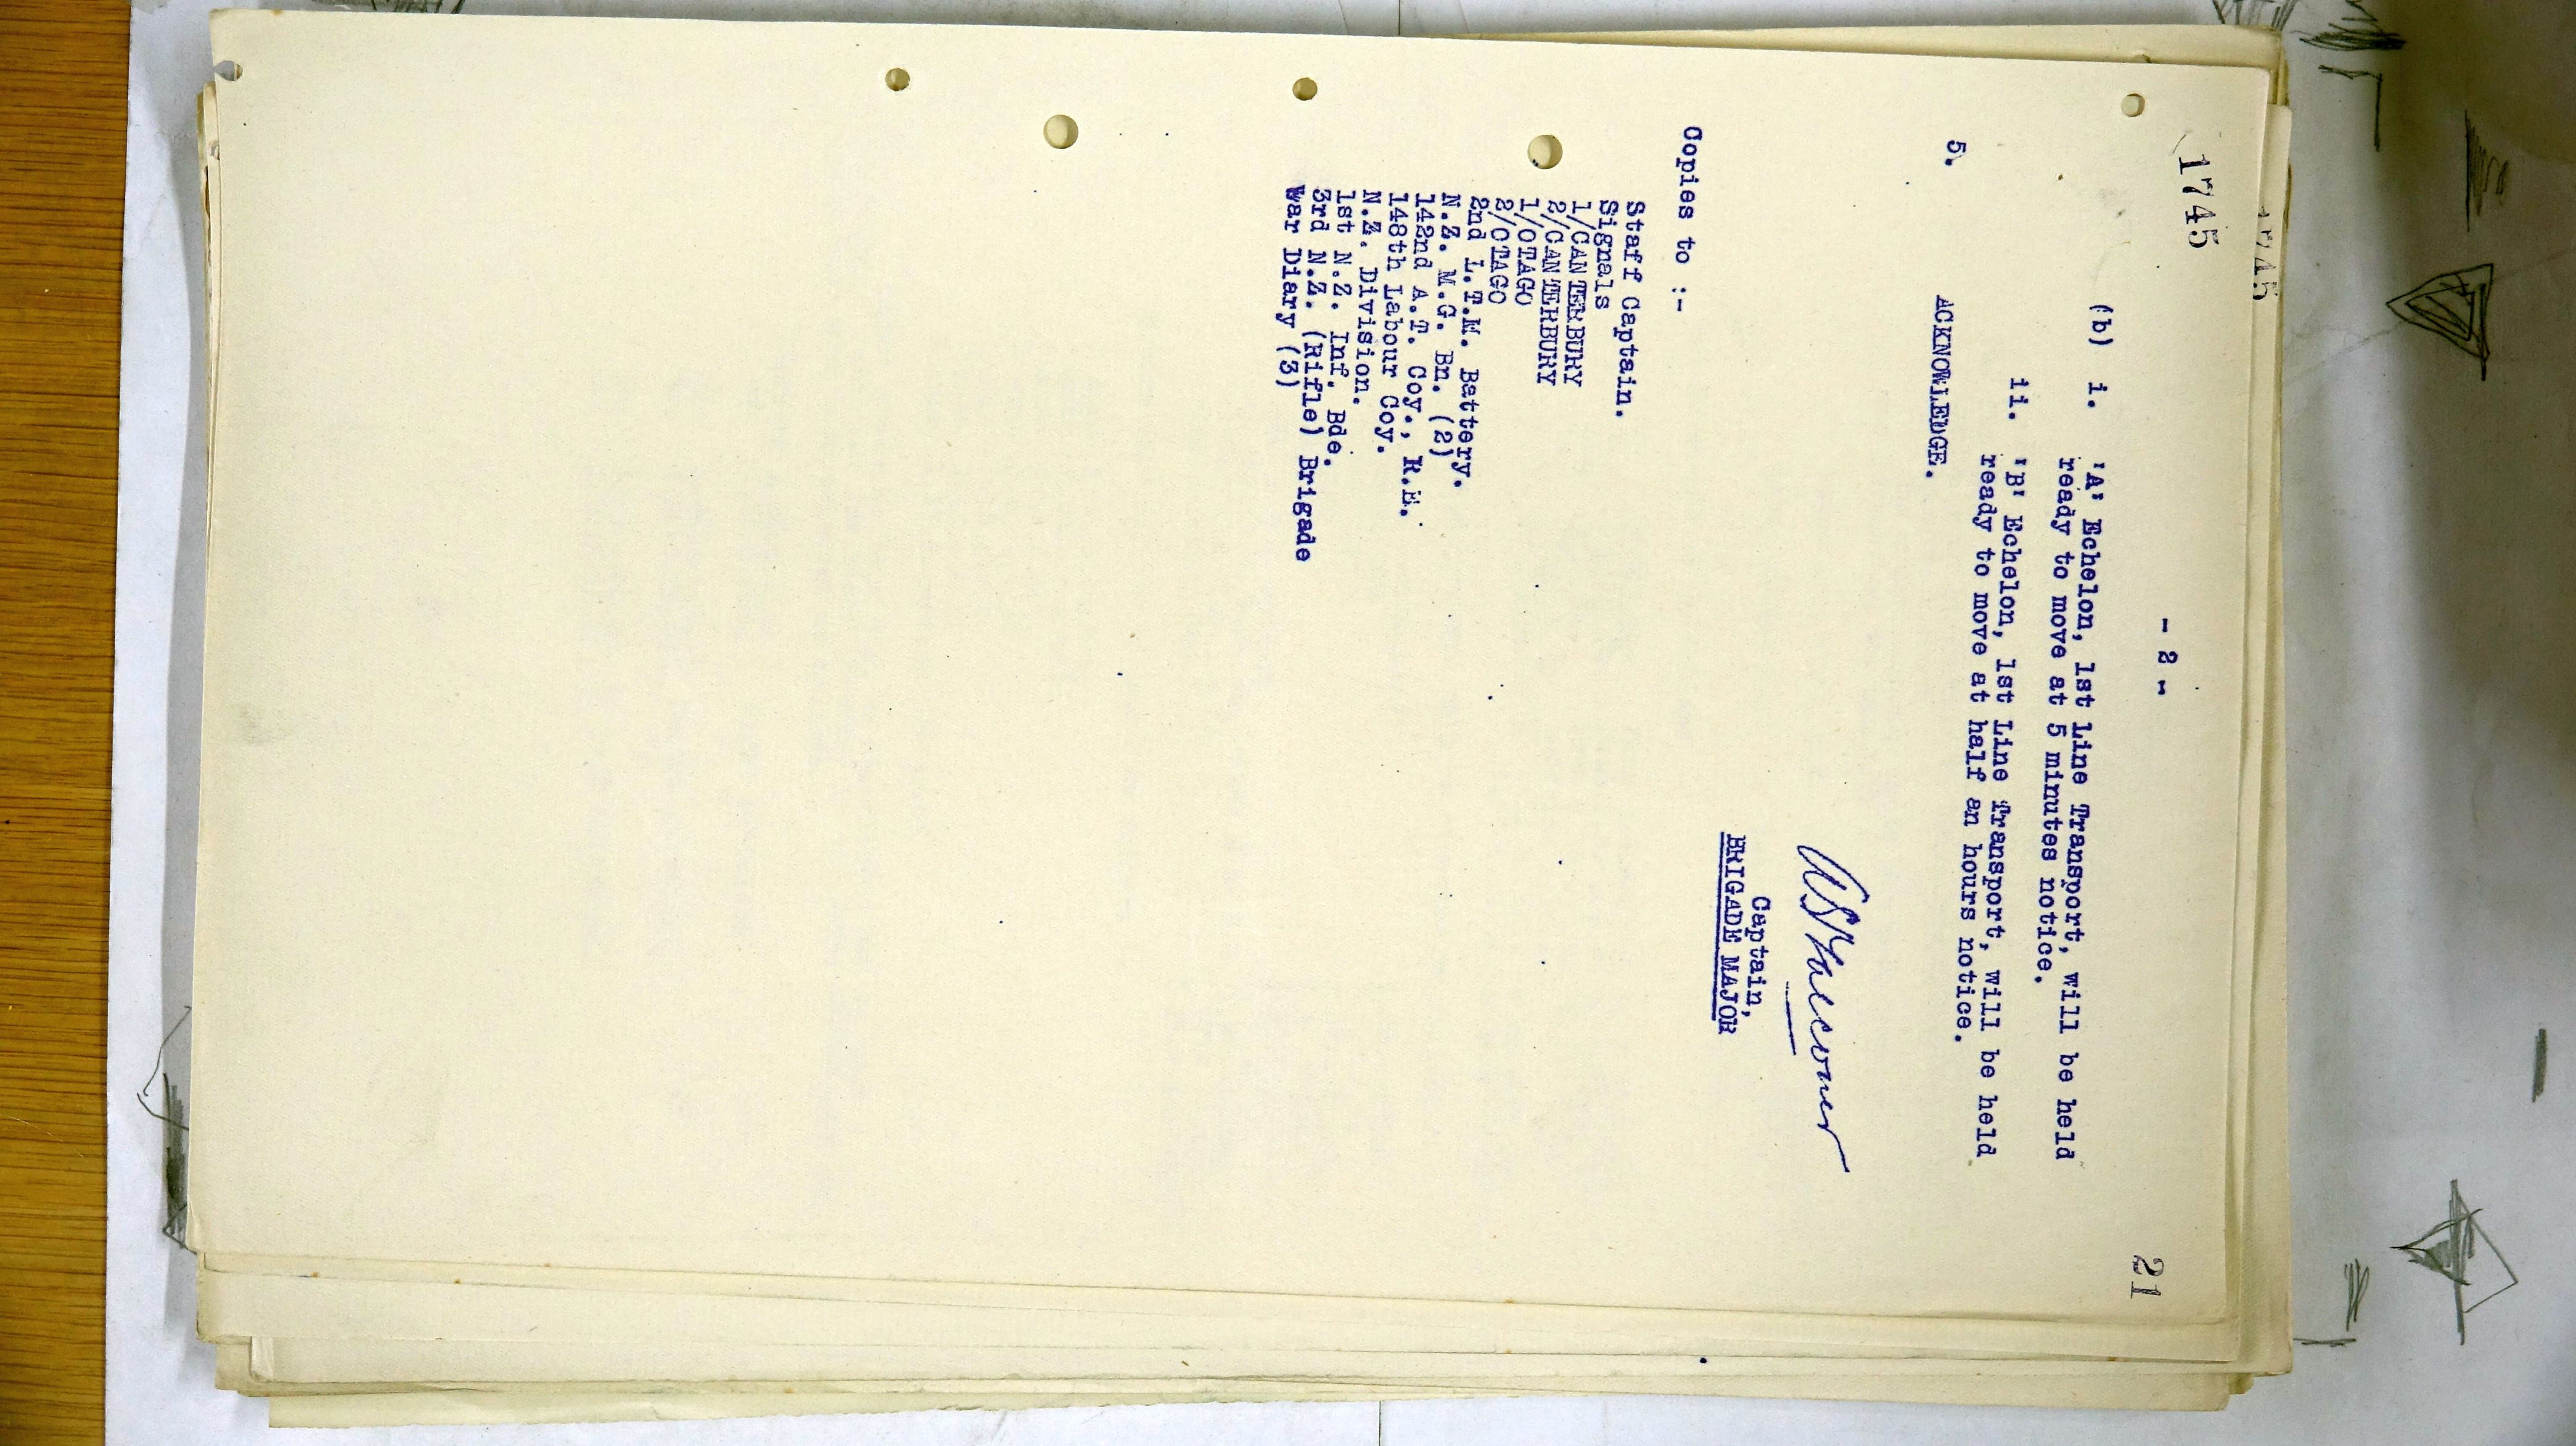 1745
1745
- 2 -
21
(b) i. 'A' Echelon, 1st Line Transport, will be held
ready to move at 5 minutes notice.
ii. 'B' Echelon, 1st Line Transport, will be held
ready to move at half an hours notice.
5. ACKNOWLEDGE.
Captain,
BRIGADE MAJOR
Copies to :-
Staff Captain.
Signals
1/CANTERBURY
2/CANTERBURY
1/OTAGO
2/OTAGO
2nd L.T.M. Battery.
N.Z. M.G. Bn. (2)
142nd A.T. Coy., R.E.
148th Labour Coy.
N.Z. Division.
1st N.Z. Inf. Bde.
3rd N.Z. (Rifle) Brigade
War Diary (3)